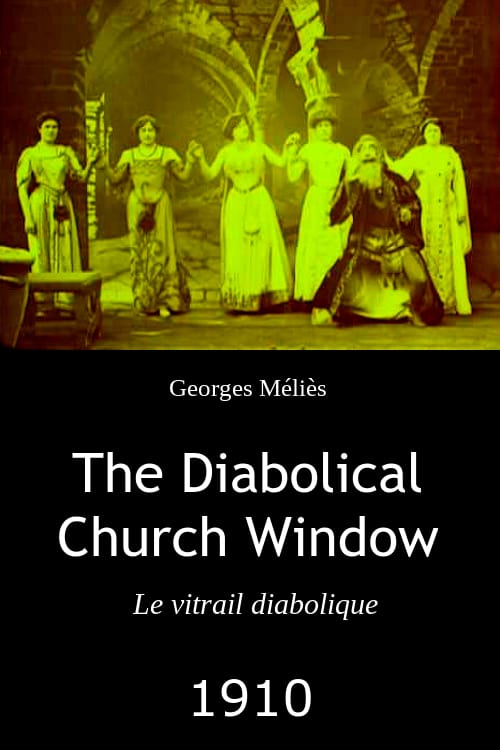 Georges Méliès
The Diabolical
Church Window
Le vitrail diabolique
1910